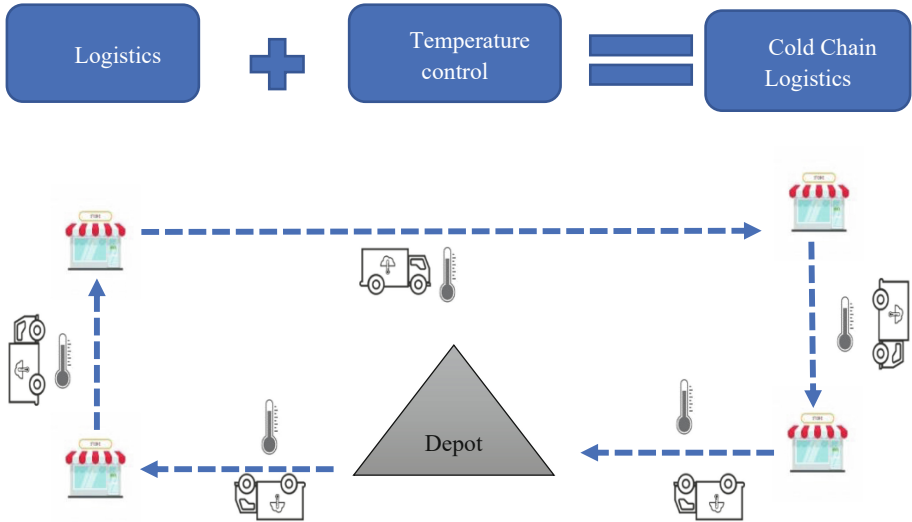 Logistics
Temperature
control
Cold Chain
Logistics
Depot